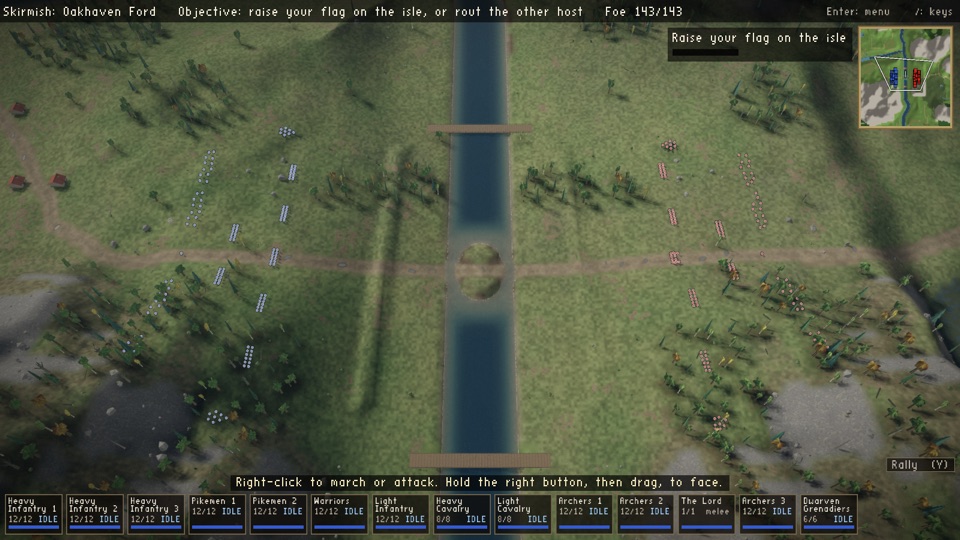 Skirmish: Oakhaven Ford Objective: raise your flag on the isle, or rout the other host Foe 143/143 Enter: menu /: keys
Raise your flag on the isle
Rally (Y)
Right-click to march or attack. Hold the right button, then drag, to face.
Heavy Infantry 1 12/12 IDLE
Heavy Infantry 2 12/12 IDLE
Heavy Infantry 3 12/12 IDLE
Pikemen 1 12/12 IDLE
Pikemen 2 12/12 IDLE
Warriors 12/12 IDLE
Light Infantry 12/12 IDLE
Heavy Cavalry 8/8 IDLE
Light Cavalry 8/8 IDLE
Archers 1 12/12 IDLE
Archers 2 12/12 IDLE
The Lord 1/1 melee
Archers 3 12/12 IDLE
Dwarven Grenadiers 6/6 IDLE